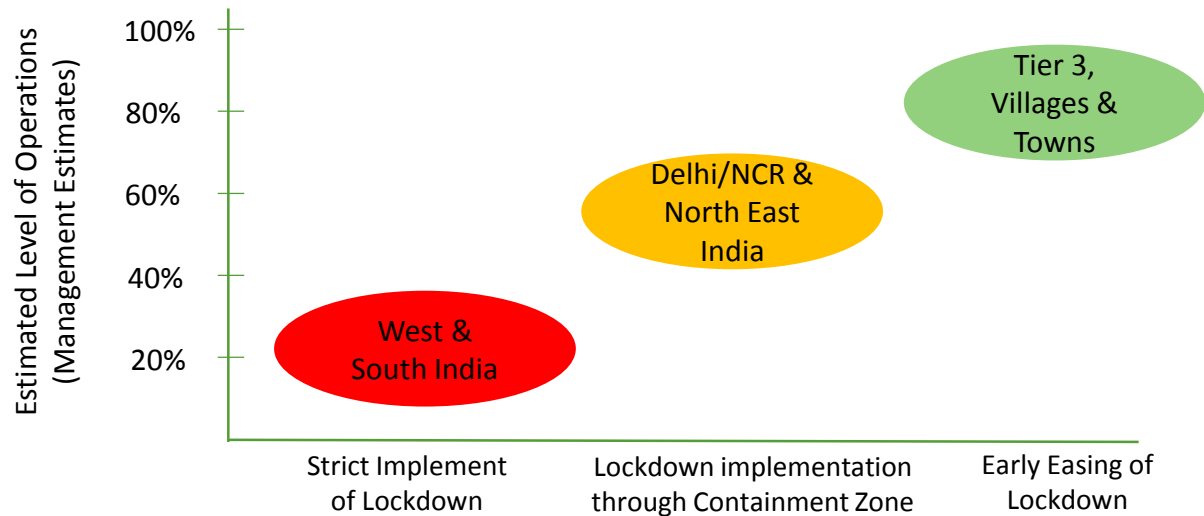 Estimated Level of Operations
(Management Estimates)
100%
80%
60%
40%
20%
Tier 3,
Villages &
Towns
Delhi/NCR &
North East
India
West &
South India
Strict Implement
of Lockdown
Lockdown implementation
through Containment Zone
Early Easing of
Lockdown